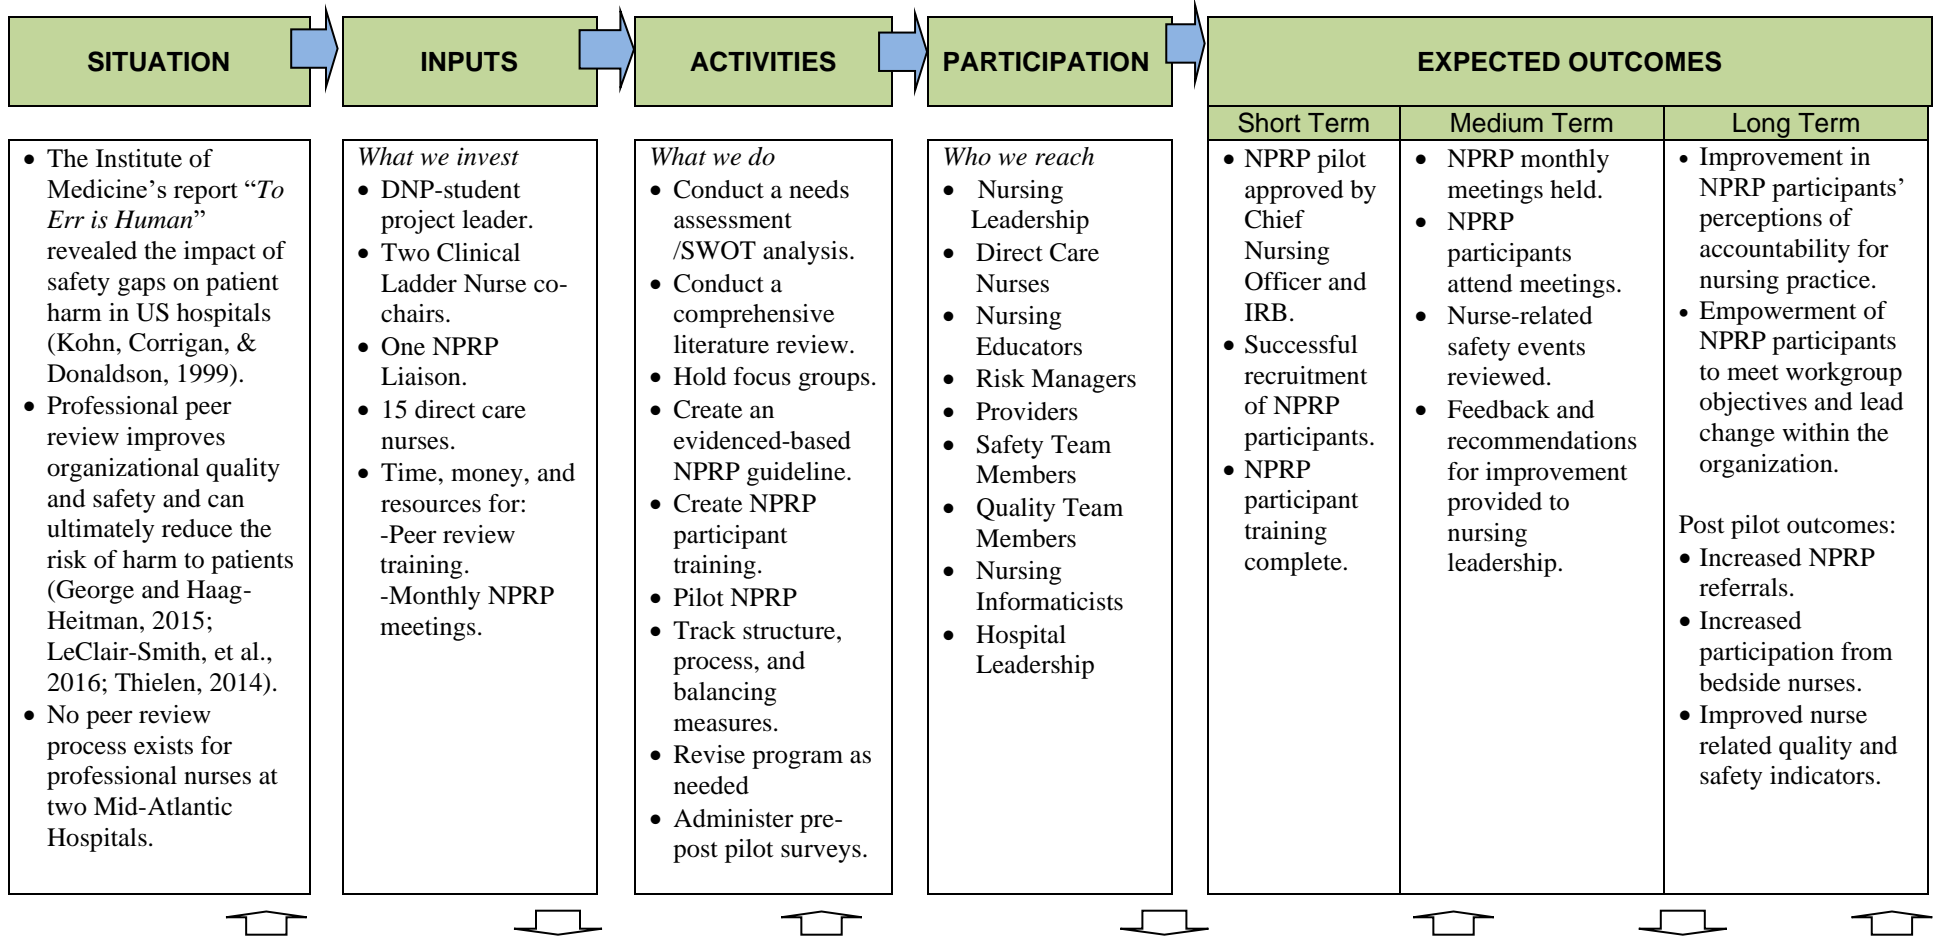 SITUATION
INPUTS
ACTIVITIES
PARTICIPATION
EXPECTED OUTCOMES
Short Term
Medium Term
Long Term
• The Institute of
Medicine’s report “To
Err is Human”
revealed the impact of
safety gaps on patient
harm in US hospitals
(Kohn, Corrigan, &
Donaldson, 1999).
• Professional peer
review improves
organizational quality
and safety and can
ultimately reduce the
risk of harm to patients
(George and Haag-
Heitman, 2015;
LeClair-Smith, et al.,
2016; Thielen, 2014).
• No peer review
process exists for
professional nurses at
two Mid-Atlantic
Hospitals.
What we invest
• DNP-student
project leader.
• Two Clinical
Ladder Nurse co-
chairs.
• One NPRP
Liaison.
• 15 direct care
nurses.
• Time, money, and
resources for:
-Peer review
training.
-Monthly NPRP
meetings.
What we do
• Conduct a needs
assessment
/SWOT analysis.
• Conduct a
comprehensive
literature review.
• Hold focus groups.
• Create an
evidenced-based
NPRP guideline.
• Create NPRP
participant
training.
• Pilot NPRP
• Track structure,
process, and
balancing
measures.
• Revise program as
needed
• Administer pre-
post pilot surveys.
Who we reach
• Nursing
Leadership
• Direct Care
Nurses
• Nursing
Educators
• Risk Managers
• Providers
• Safety Team
Members
• Quality Team
Members
• Nursing
Informaticists
• Hospital
Leadership
• NPRP pilot
approved by
Chief
Nursing
Officer and
IRB.
• Successful
recruitment
of NPRP
participants.
• NPRP
participant
training
complete.
• NPRP monthly
meetings held.
• NPRP
participants
attend meetings.
• Nurse-related
safety events
reviewed.
• Feedback and
recommendations
for improvement
provided to
nursing
leadership.
• Improvement in
NPRP participants’
perceptions of
accountability for
nursing practice.
• Empowerment of
NPRP participants
to meet workgroup
objectives and lead
change within the
organization.
Post pilot outcomes:
• Increased NPRP
referrals.
• Increased
participation from
bedside nurses.
• Improved nurse
related quality and
safety indicators.